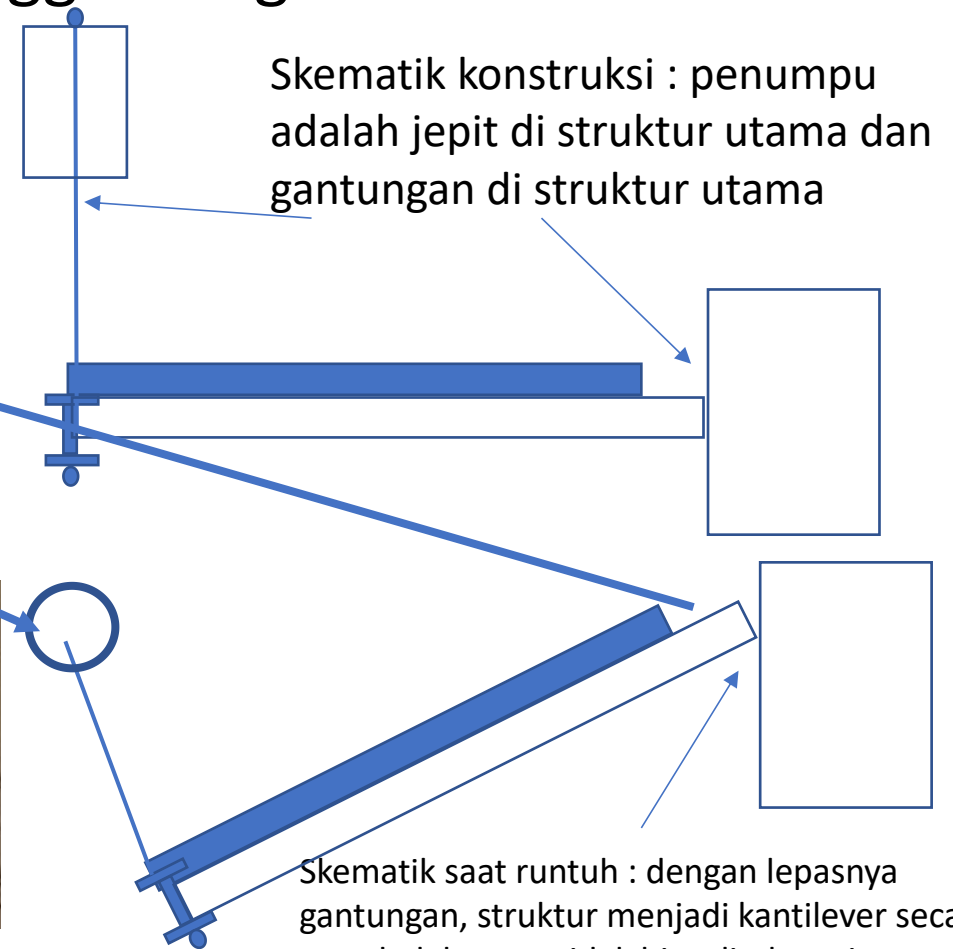 Skematik konstruksi : penumpu
adalah jepit di struktur utama dan
gantungan di struktur utama
Skematik saat runtuh : dengan lepasnya
gantungan, struktur menjadi kantilever